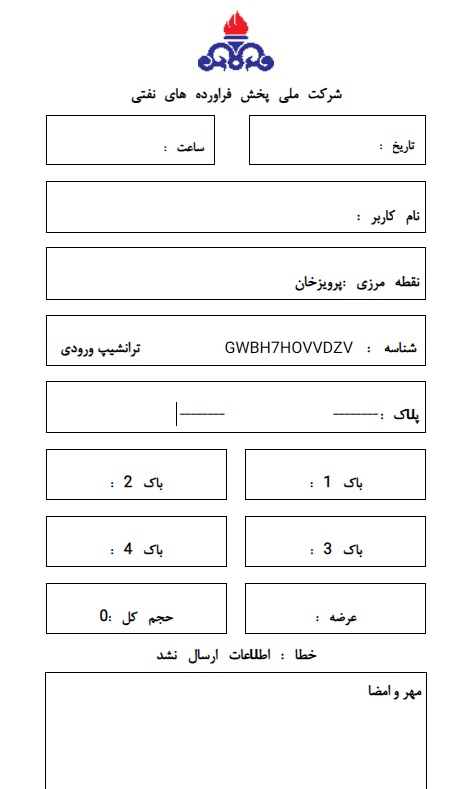 شرکت ملی پخش فراورده های نفتی
تاریخ :
ساعت :
نام کاربر :
نقطه مرزی :پرویزخان
شناسه : GWBH7HOVVDZV ترانشیپ ورودی
پلاک : -------- --------|
باک 1 :
باک 2 :
باک 3 :
باک 4 :
عرضه :
حجم کل :0
خطا : اطلاعات ارسال نشد
مهر و امضا